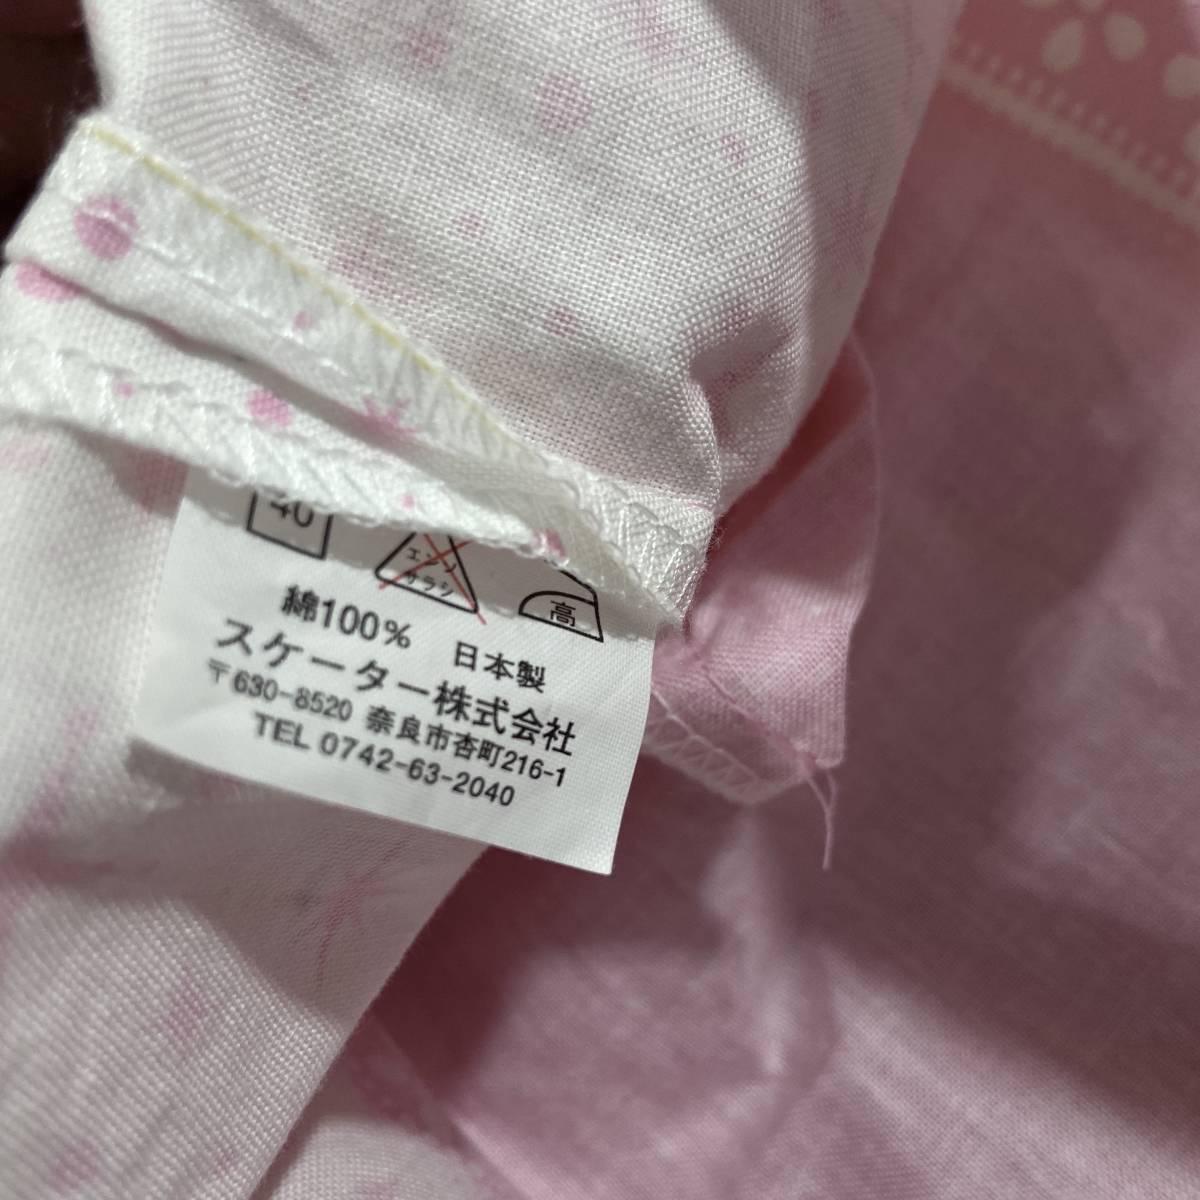 40 エンソ サラシ 高
綿100% 日本製
スケーター株式会社
〒630-8520 奈良市杏町216-1
TEL 0742-63-2040